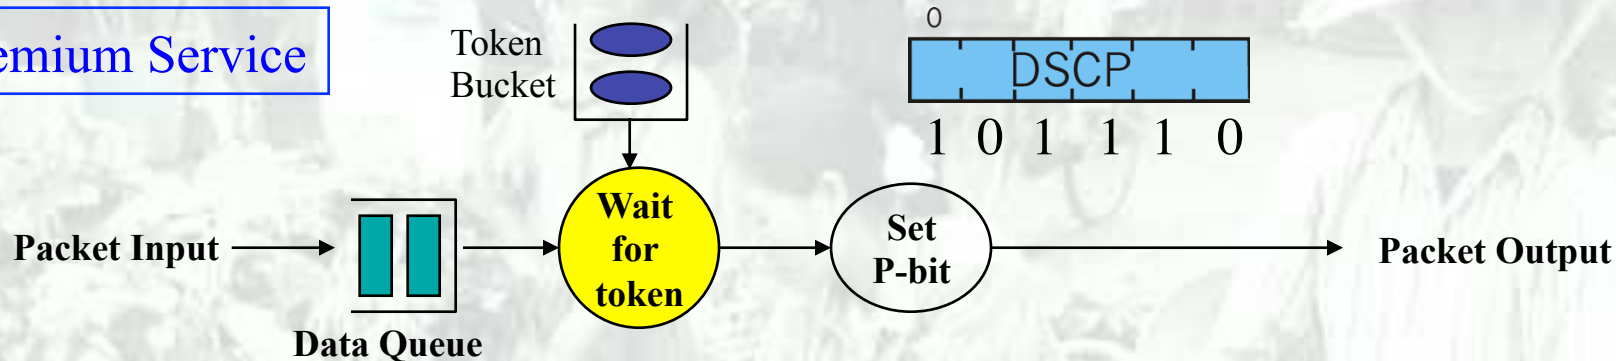 emium Service
Token
Bucket
0
DSCP
1 0 1 1 1 0
Packet Input
Wait
for
token
Set
P-bit
Packet Output
Data Queue